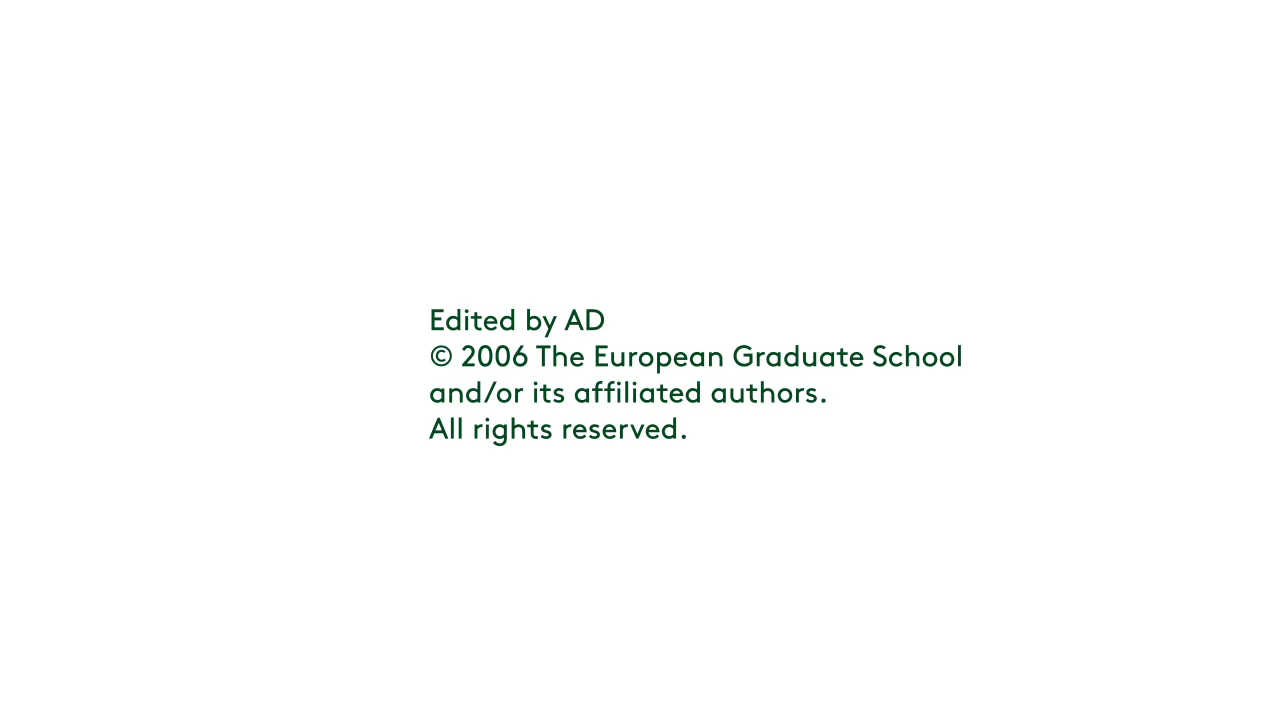 Edited by AD
© 2006 The European Graduate School
and/or its affiliated authors.
All rights reserved.